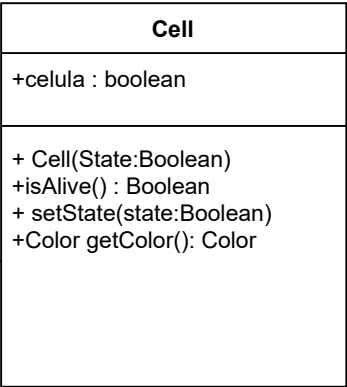 Cell
+celula : boolean
+ Cell(State:Boolean)
+isAlive() : Boolean
+ setState(state:Boolean)
+Color getColor(): Color